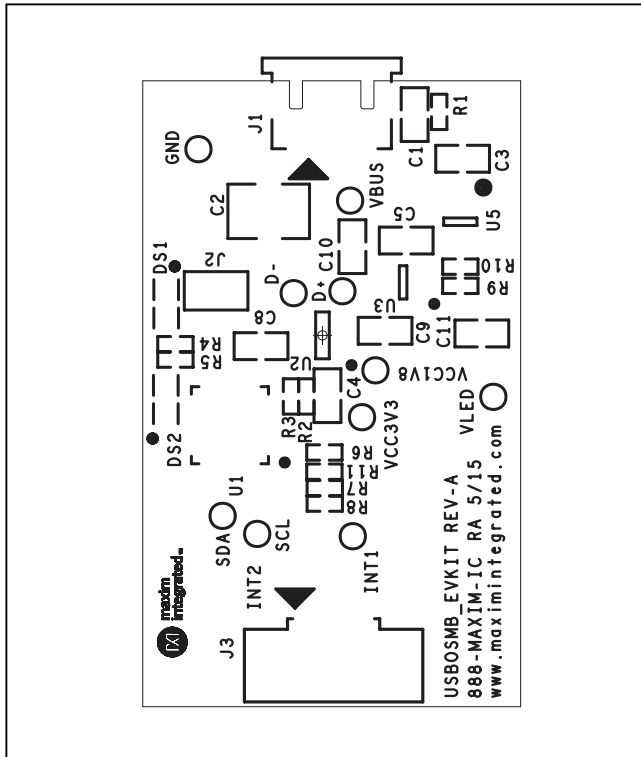 J1
R1
GND
C1
C3
C2
VBUS
C5
U5
C10
DS1
J2
D-
D+
R10
R9
U3
R4
R5
C8
C9
C11
U2
VCC1V8
C4
VLED
DS2
R3
R2
VCC3V3
R6
R11
R7
R8
U1
SDA
SCL
INT2
INT1
maxim
integrated™
J3
USBOSMB_EVKIT REV-A
888-MAXIM-IC RA 5/15
www.maximintegrated.com